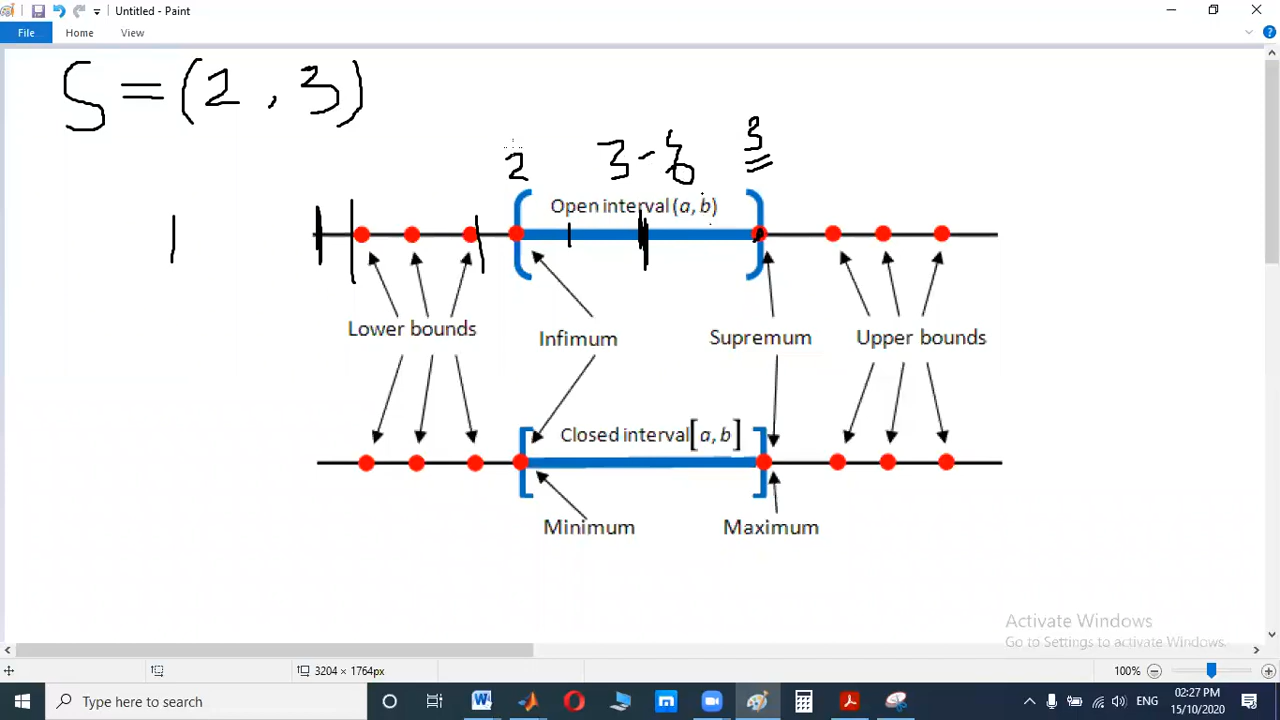 Untitled - Paint
File Home View
S = (2 , 3)
2 3 - 3
Open interval (a, b)
Lower bounds Infimum Supremum Upper bounds
Closed interval [a, b]
Minimum Maximum
Activate Windows
Go to Settings to activate Windows.
3204 × 1764px 100%
Type here to search ENG 02:27 PM
15/10/2020